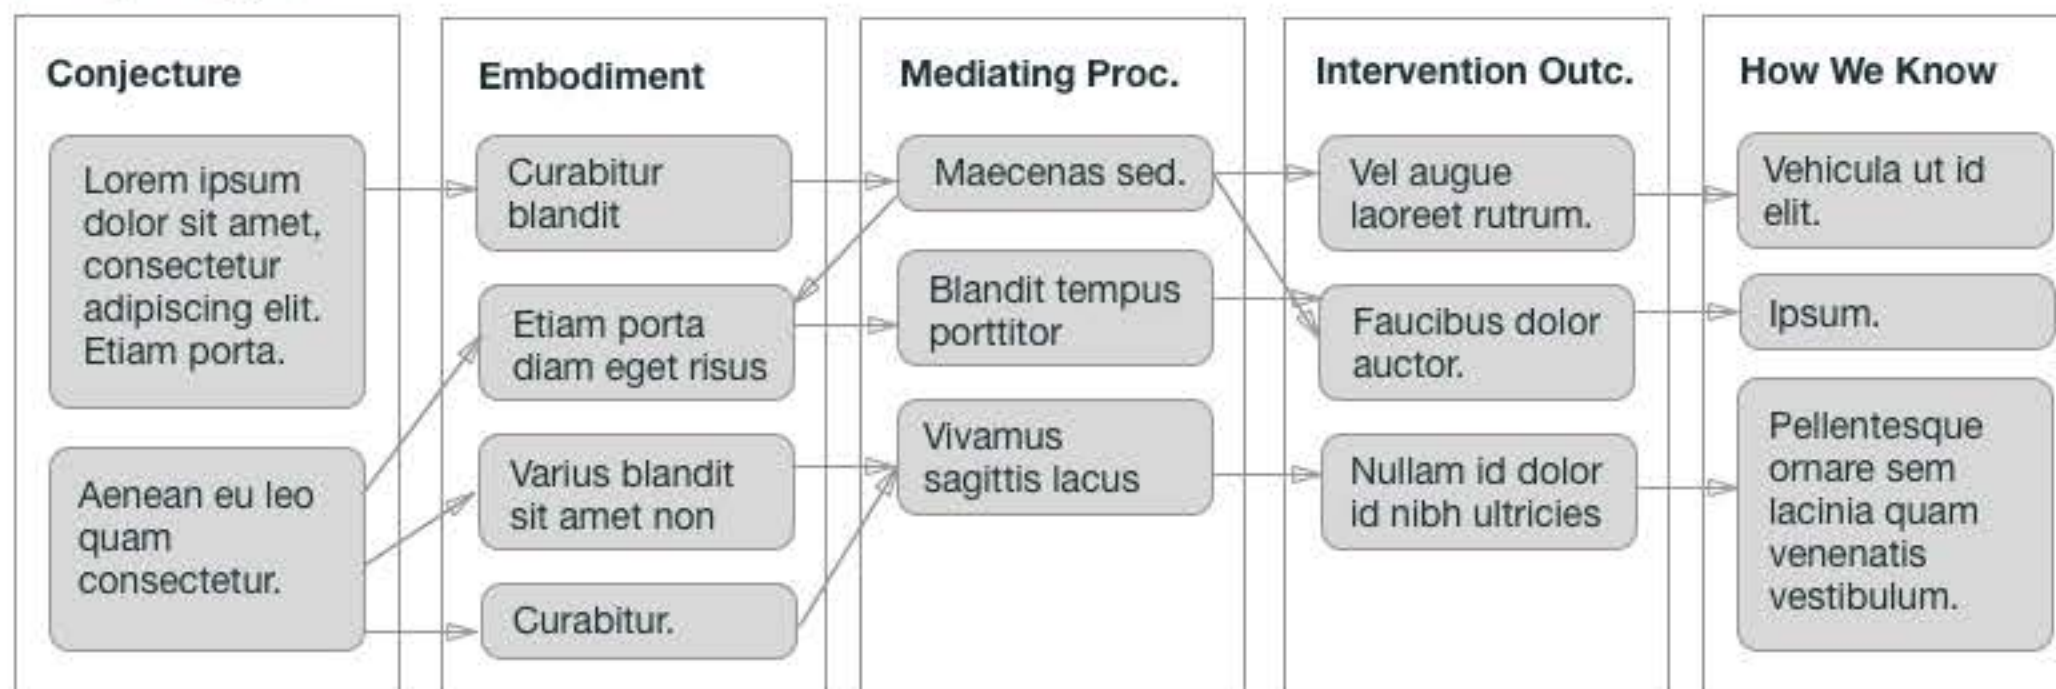 Conjecture
Lorem ipsum
dolor sit amet,
consectetur
adipiscing elit.
Etiam porta.
Aenean eu leo
quam
consectetur.
Embodiment
Curabitur
blandit
Etiam porta
diam eget risus
Varius blandit
sit amet non
Curabitur.
Mediating Proc.
Maecenas sed.
Blandit tempus
porttitor
Vivamus
sagittis lacus
Intervention Outc.
Vel augue
laoreet rutrum.
Faucibus dolor
auctor.
Nullam id dolor
id nibh ultricies
How We Know
Vehicula ut id
elit.
Ipsum.
Pellentesque
ornare sem
lacinia quam
venenatis
vestibulum.